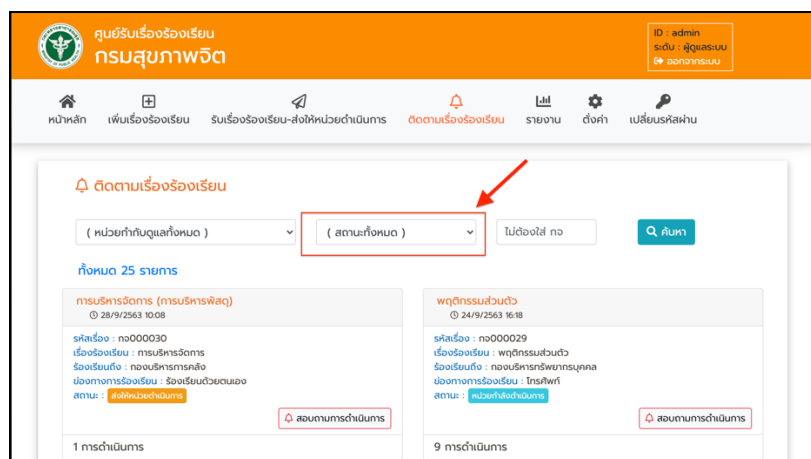 ศูนย์รับเรื่องร้องเรียน
กรมสุขภาพจิต
ID : admin
ระดับ : ผู้ดูแลระบบ
ออกจากระบบ
หน้าหลัก เพิ่มเรื่องร้องเรียน รับเรื่องร้องเรียน-ส่งให้หน่วยดำเนินการ ติดตามเรื่องร้องเรียน รายงาน ตั้งค่า เปลี่ยนรหัสผ่าน
ติดตามเรื่องร้องเรียน
( หน่วยกำกับดูแลทั้งหมด ) ( สถานะทั้งหมด ) ไม่ต้องใส่ กจ ค้นหา
ทั้งหมด 25 รายการ
การบริหารจัดการ (การบริหารพัสดุ)
28/9/2563 10:08
รหัสเรื่อง : กจ000030
เรื่องร้องเรียน : การบริหารจัดการ
ร้องเรียนถึง : กองบริหารการคลัง
ช่องทางการร้องเรียน : ร้องเรียนด้วยตนเอง
สถานะ : ส่งให้หน่วยดำเนินการ
สอบถามการดำเนินการ
1 การดำเนินการ
พฤติกรรมส่วนตัว
24/9/2563 16:18
รหัสเรื่อง : กจ000029
เรื่องร้องเรียน : พฤติกรรมส่วนตัว
ร้องเรียนถึง : กองบริหารทรัพยากรบุคคล
ช่องทางการร้องเรียน : โทรศัพท์
สถานะ : หน่วยกำลังดำเนินการ
สอบถามการดำเนินการ
9 การดำเนินการ